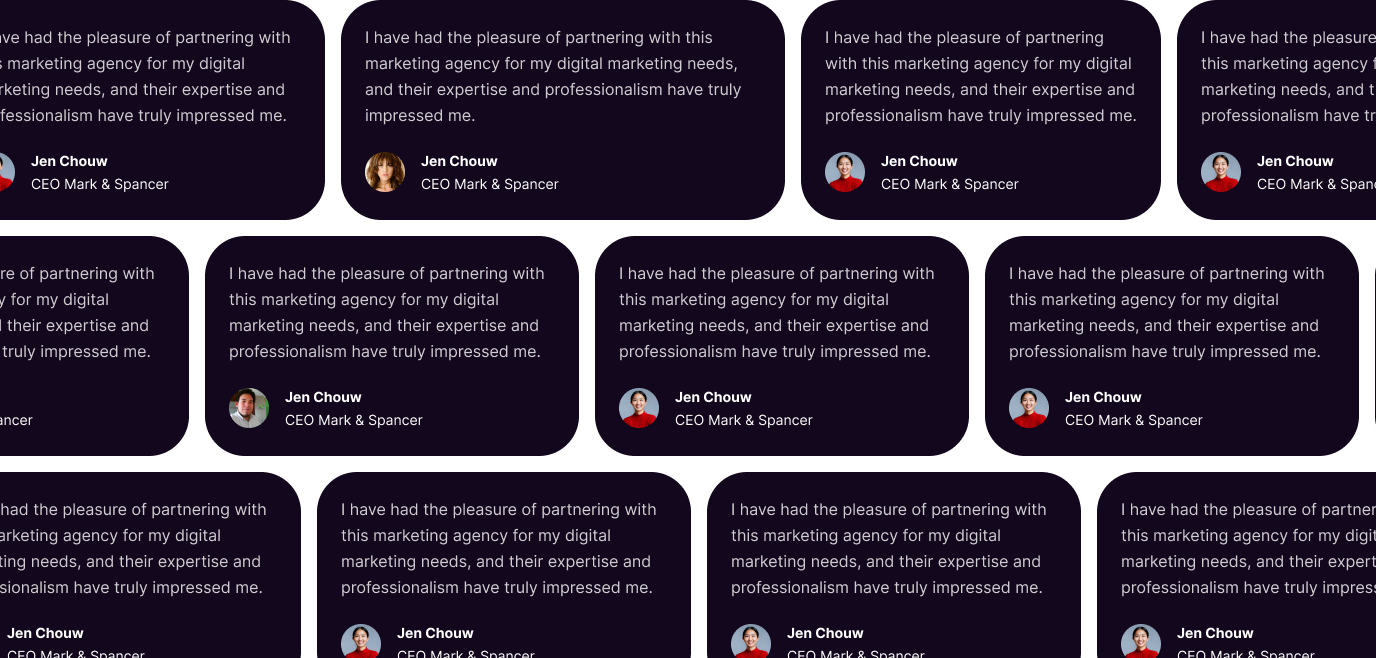 ve had the pleasure of partnering with
s marketing agency for my digital
rketing needs, and their expertise and
fessionalism have truly impressed me.
Jen Chouw
CEO Mark & Spancer
I have had the pleasure of partnering with this
marketing agency for my digital marketing needs,
and their expertise and professionalism have truly
impressed me.
Jen Chouw
CEO Mark & Spancer
I have had the pleasure of partnering
with this marketing agency for my digital
marketing needs, and their expertise and
professionalism have truly impressed me.
Jen Chouw
CEO Mark & Spancer
I have had the pleasure
this marketing agency f
marketing needs, and t
professionalism have tr
Jen Chouw
CEO Mark & Spanc
re of partnering with
y for my digital
d their expertise and
truly impressed me.
ancer
I have had the pleasure of partnering with
this marketing agency for my digital
marketing needs, and their expertise and
professionalism have truly impressed me.
Jen Chouw
CEO Mark & Spancer
I have had the pleasure of partnering with
this marketing agency for my digital
marketing needs, and their expertise and
professionalism have truly impressed me.
Jen Chouw
CEO Mark & Spancer
I have had the pleasure of partnering with
this marketing agency for my digital
marketing needs, and their expertise and
professionalism have truly impressed me.
Jen Chouw
CEO Mark & Spancer
had the pleasure of partnering with
arketing agency for my digital
ting needs, and their expertise and
sionalism have truly impressed me.
Jen Chouw
CEO Mark & Spancer
I have had the pleasure of partnering with
this marketing agency for my digital
marketing needs, and their expertise and
professionalism have truly impressed me.
Jen Chouw
CEO Mark & Spancer
I have had the pleasure of partnering with
this marketing agency for my digital
marketing needs, and their expertise and
professionalism have truly impressed me.
Jen Chouw
CEO Mark & Spancer
I have had the pleasure of partner
this marketing agency for my digit
marketing needs, and their expert
professionalism have truly impres
Jen Chouw
CEO Mark & Spancer